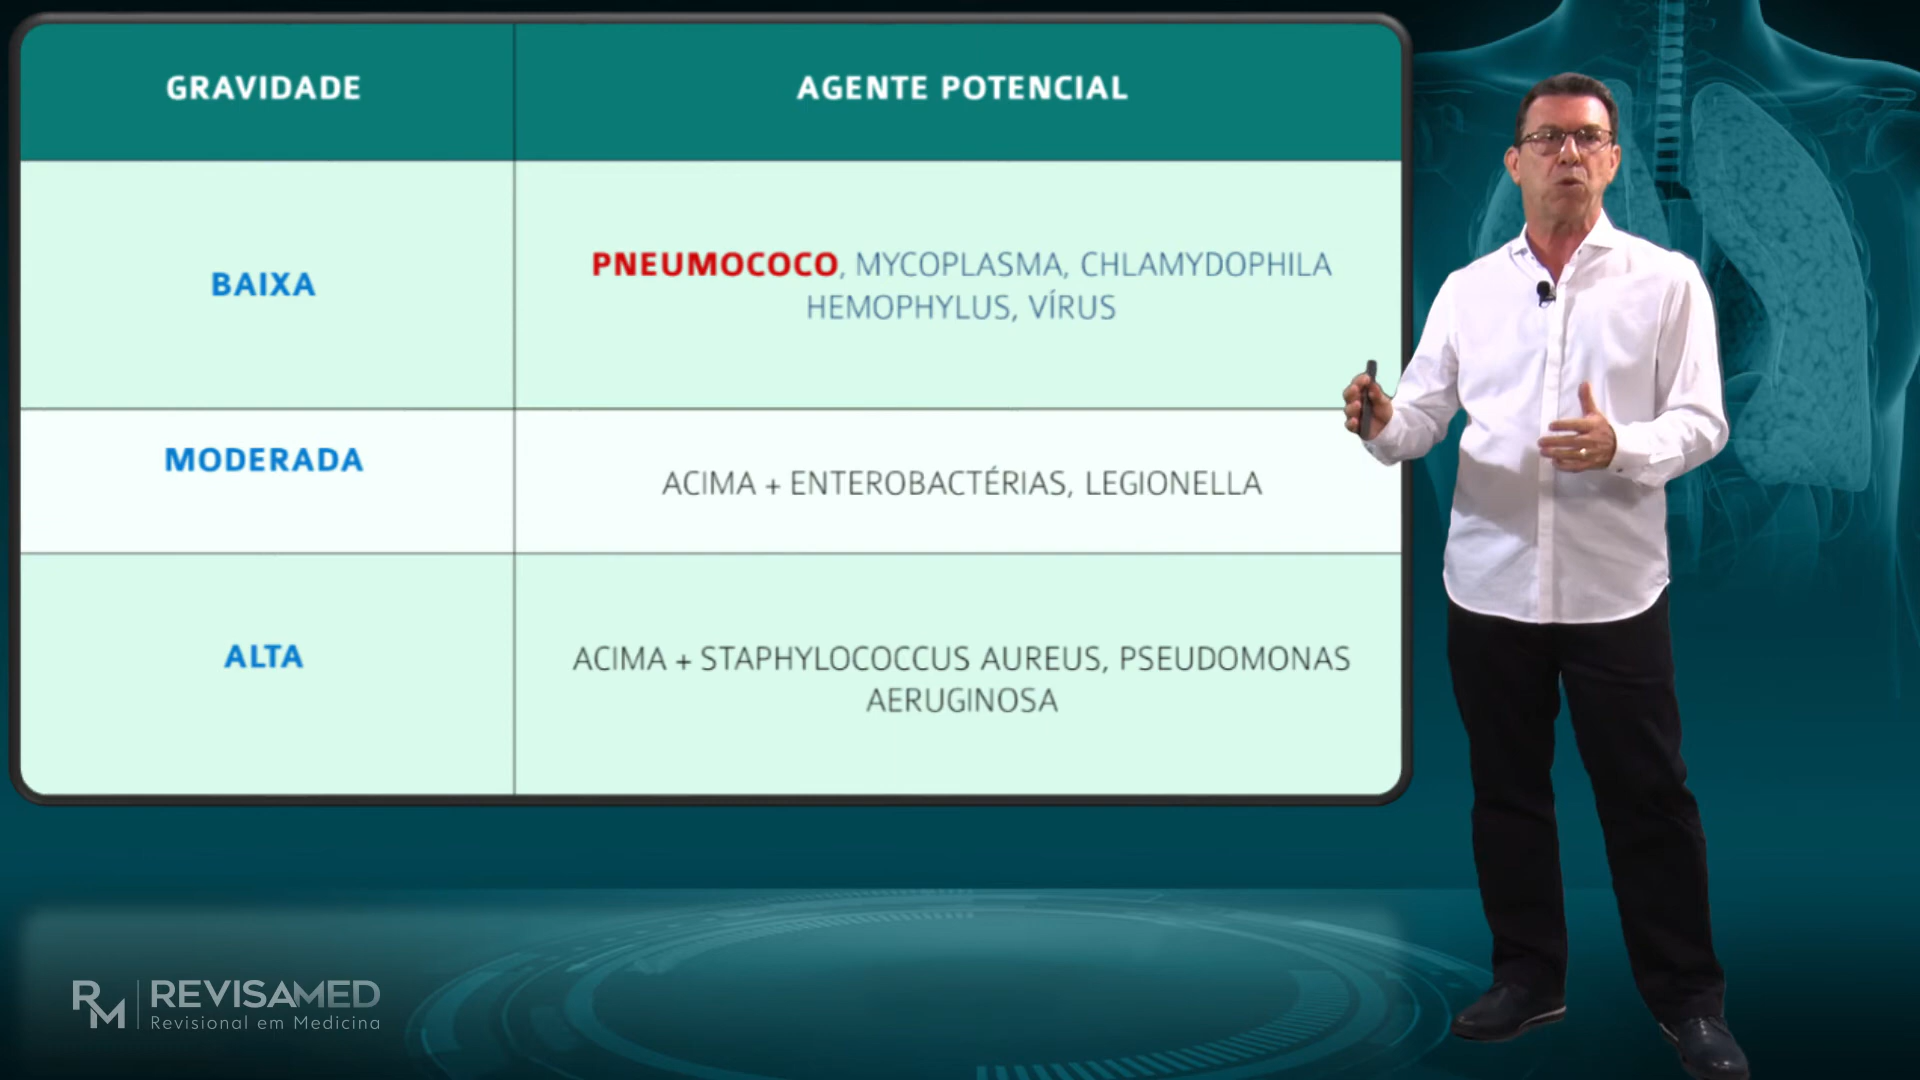 GRAVIDADE
AGENTE POTENCIAL
BAIXA
PNEUMOCOCO, MYCOPLASMA, CHLAMYDOPHILA
HEMOPHYLUS, VÍRUS
MODERADA
ACIMA + ENTEROBACTÉRIAS, LEGIONELLA
ALTA
ACIMA + STAPHYLOCOCCUS AUREUS, PSEUDOMONAS
AERUGINOSA
RM
REVISAMED
Revisional em Medicina